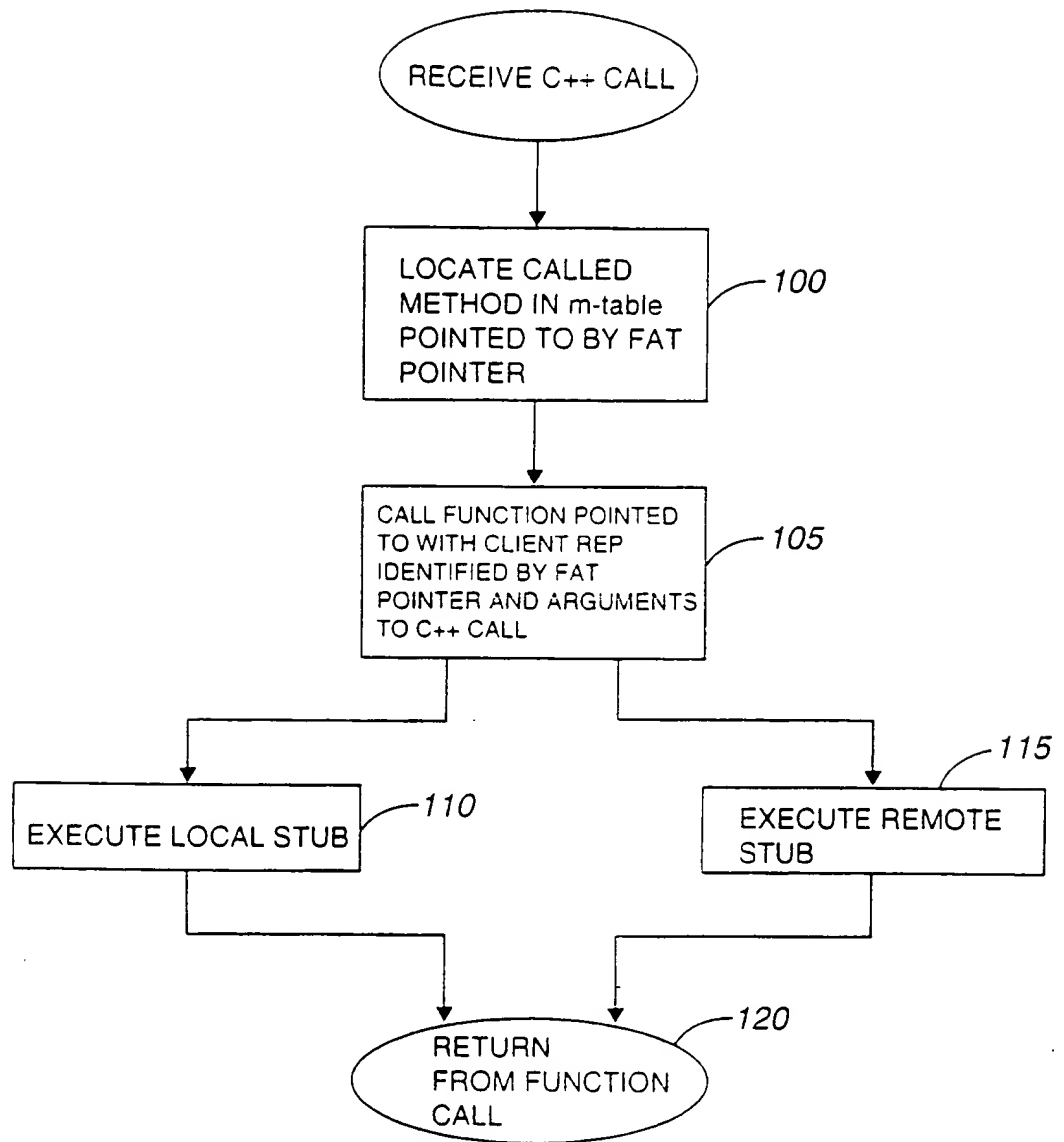 RECEIVE C++ CALL
LOCATE CALLED
METHOD IN m-table
POINTED TO BY FAT
POINTER
100
CALL FUNCTION POINTED
TO WITH CLIENT REP
IDENTIFIED BY FAT
POINTER AND ARGUMENTS
TO C++ CALL
105
EXECUTE LOCAL STUB
110
EXECUTE REMOTE
STUB
115
RETURN
FROM FUNCTION
CALL
120